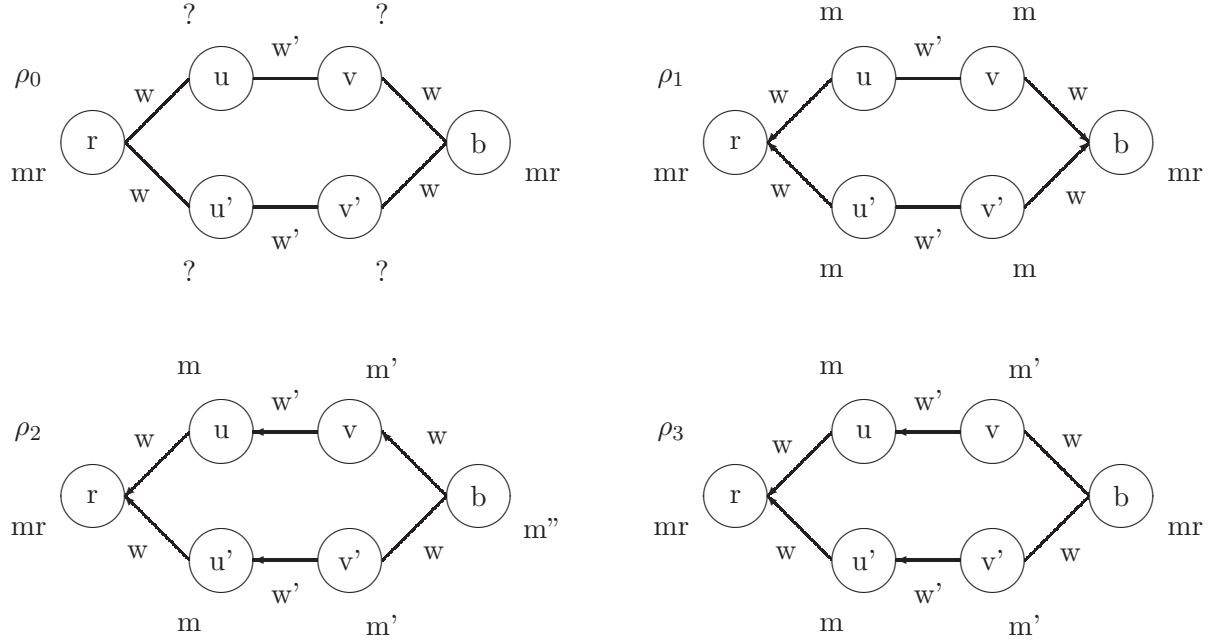 ? ? m m
w' w'
ρ0 u v ρ1 u v
w w w w
r b r b
mr w w mr mr w w mr
u' v' u' v'
w' w'
? ? m m
m m' m m'
w' w'
ρ2 u v ρ3 u v
w w w w
r b r b
mr w w m” mr w w mr
u' v' u' v'
w' w'
m m' m m'